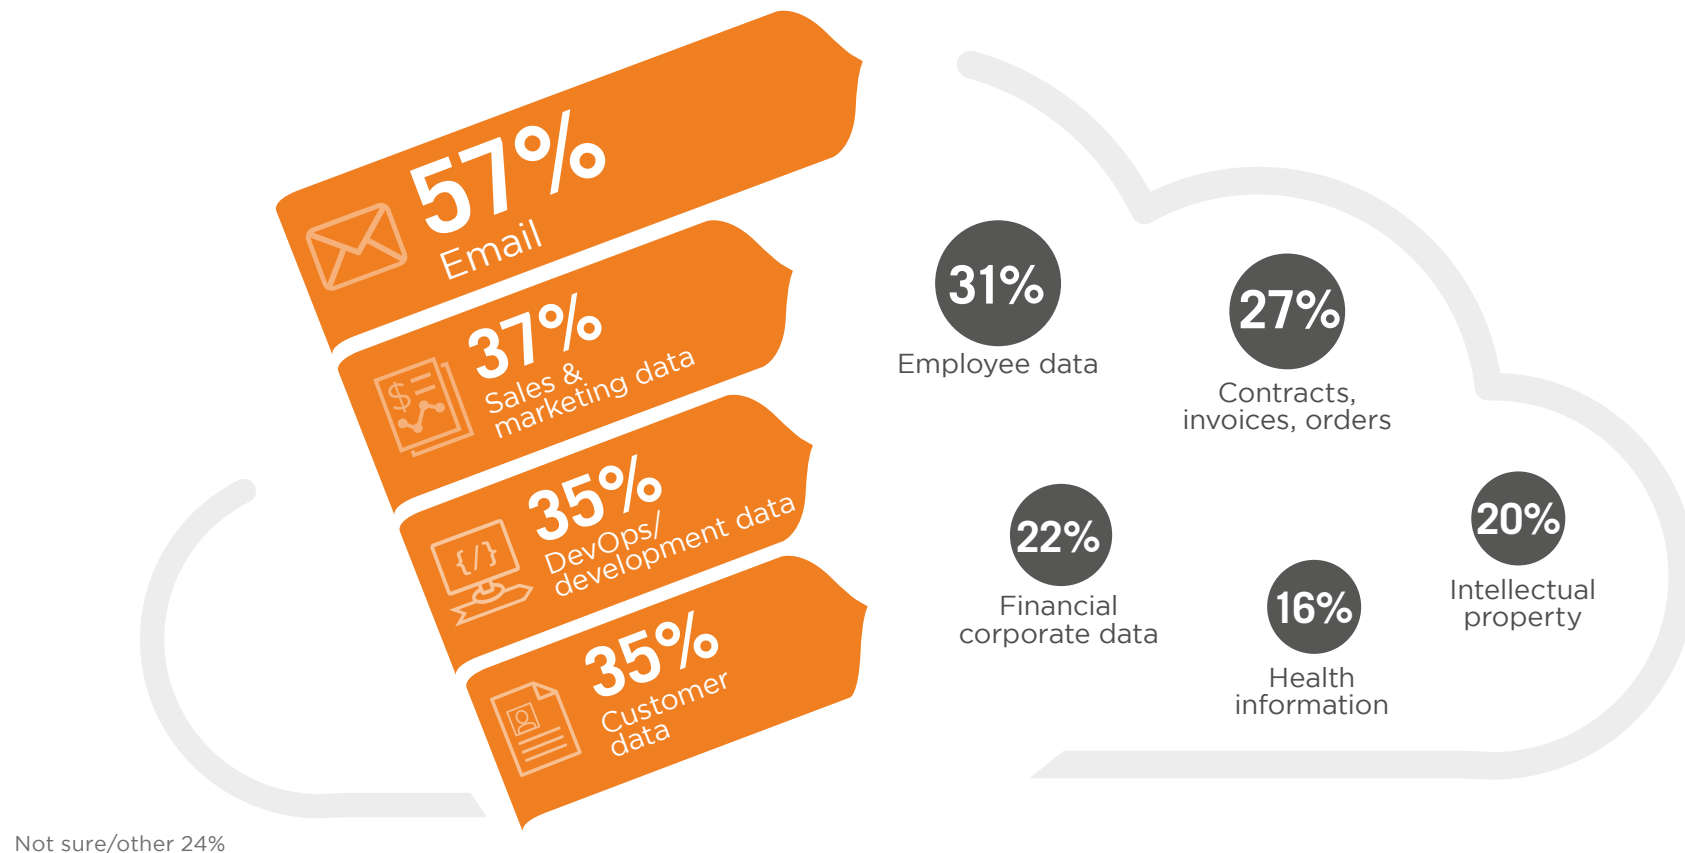 57%
Email
37%
Sales &
marketing data
$
35%
DevOps/
development data
{/}
35%
Customer
data
31%
Employee data
27%
Contracts,
invoices, orders
22%
Financial
corporate data
16%
Health
information
20%
Intellectual
property
Not sure/other 24%